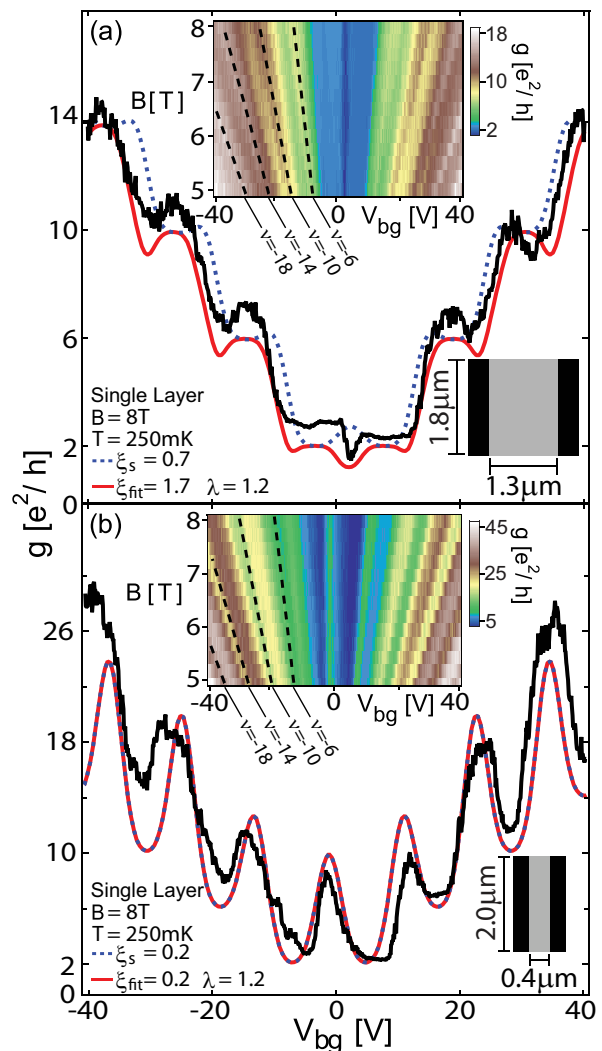 (a)
8
7
6
5
B [T]
-40
0
40
V_bg [V]
18
10
2
g [e²/h]
ν=-18
ν=-14
ν=-10
ν=-6
14
10
6
2
0
g [e²/h]
Single Layer
B = 8T
T = 250mK
ξs = 0.7
ξfit = 1.7 λ = 1.2
1.8μm
1.3μm
(b)
8
7
6
5
B [T]
-40
0
40
V_bg [V]
45
25
5
g [e²/h]
ν=-18
ν=-14
ν=-10
ν=-6
26
18
10
2
0
Single Layer
B = 8T
T = 250mK
ξs = 0.2
ξfit = 0.2 λ = 1.2
2.0μm
0.4μm
-40 -20 0 20 40
V_bg [V]